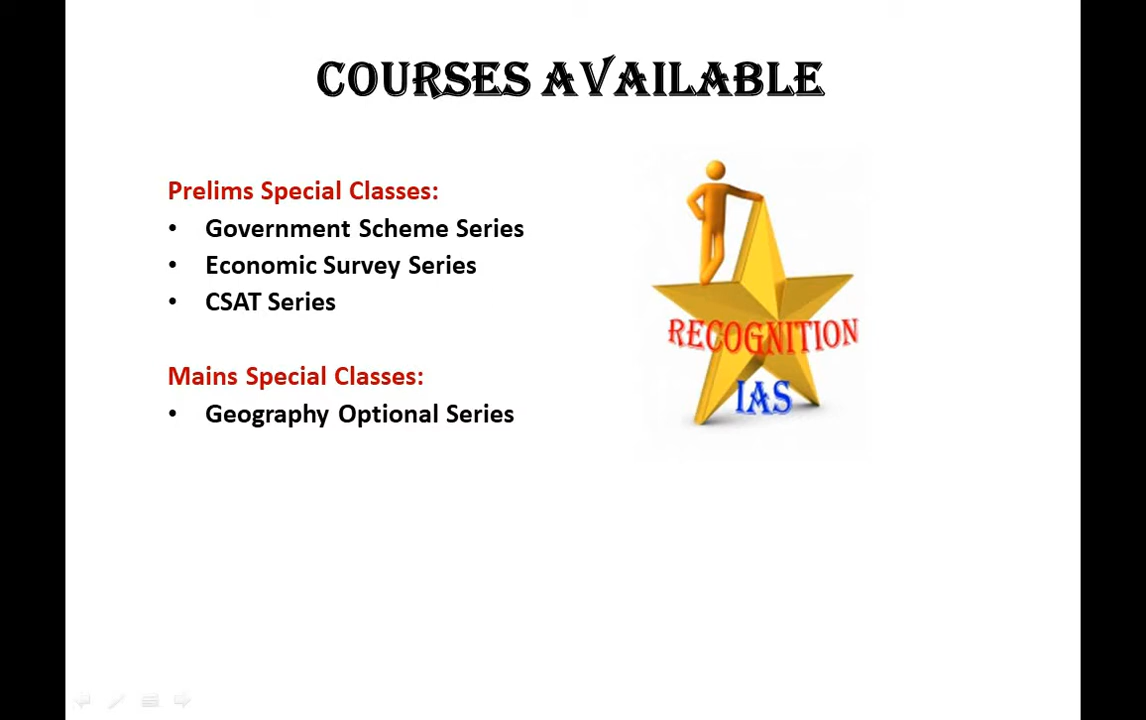 COURSES AVAILABLE
Prelims Special Classes:
• Government Scheme Series
• Economic Survey Series
• CSAT Series
Mains Special Classes:
• Geography Optional Series
RECOGNITION
IAS